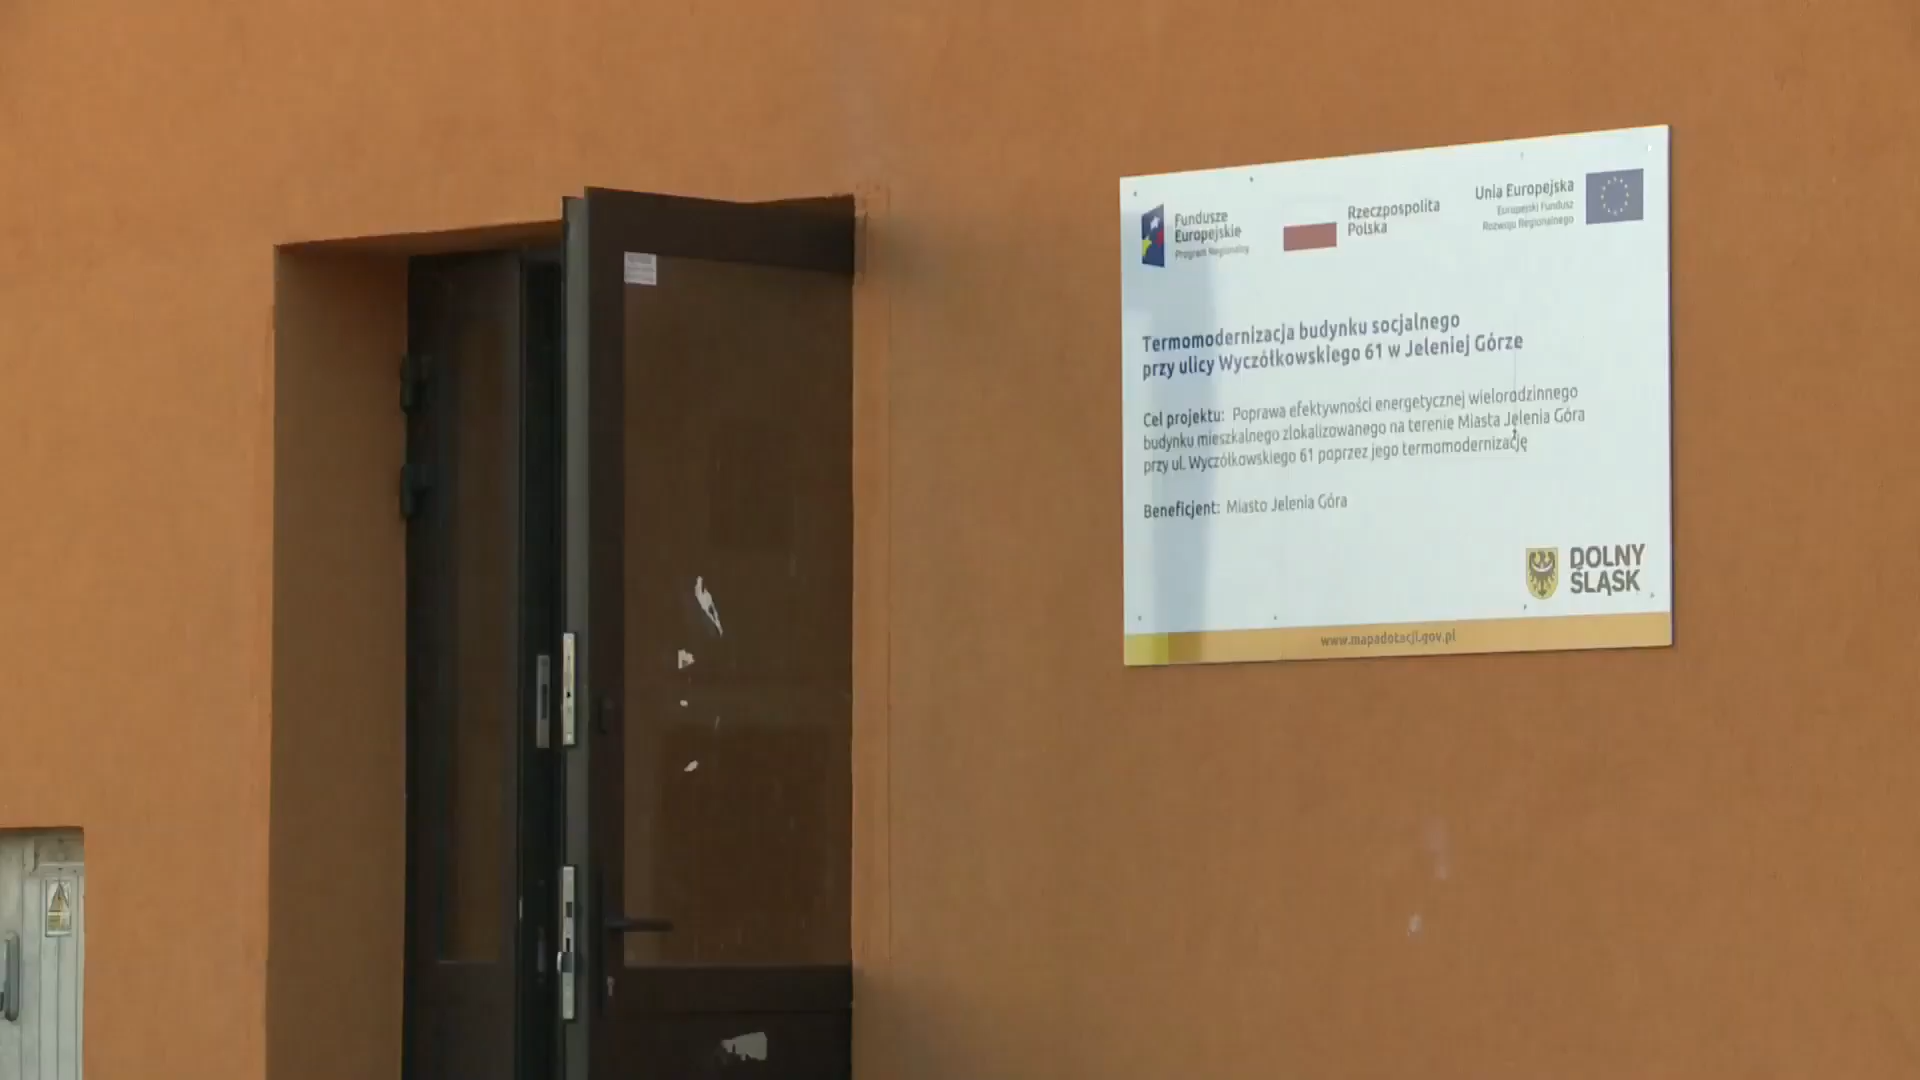 Fundusze
Europejskie
Program Regionalny
Rzeczpospolita
Polska
Unia Europejska
Europejski Fundusz
Rozwoju Regionalnego
Termomodernizacja budynku socjalnego
przy ulicy Wyczółkowskiego 61 w Jeleniej Górze
Cel projektu: Poprawa efektywności energetycznej wielorodzinnego
budynku mieszkalnego zlokalizowanego na terenie Miasta Jelenia Góra
przy ul. Wyczółkowskiego 61 poprzez jego termomodernizację
Beneficjent: Miasto Jelenia Góra
DOLNY
ŚLĄSK
www.mapadotacji.gov.pl